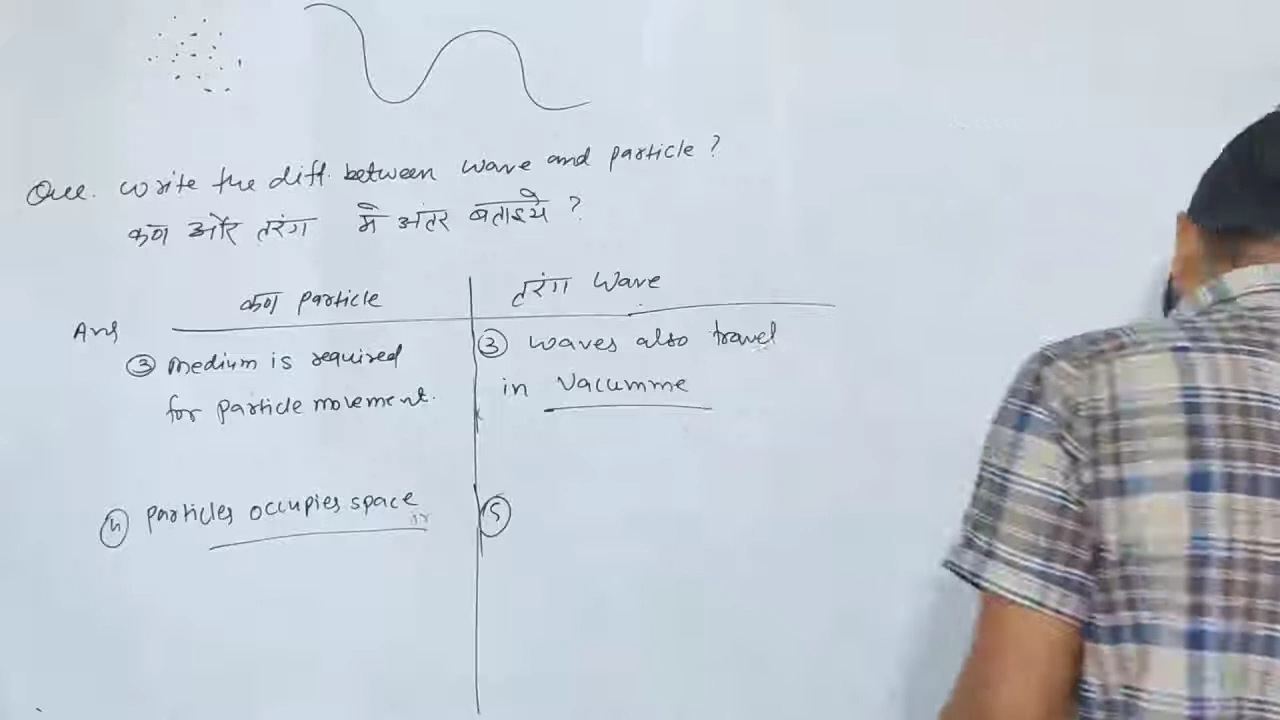 Que. Write the diff. between wave and particle ?
कण और तरंग मे अंतर बताइये ?
कण Particle
तरंग Wave
Ans
③ Medium is required
for particle movement.
③ Waves also travel
in Vacumme
④ Particles occupies space
⑤